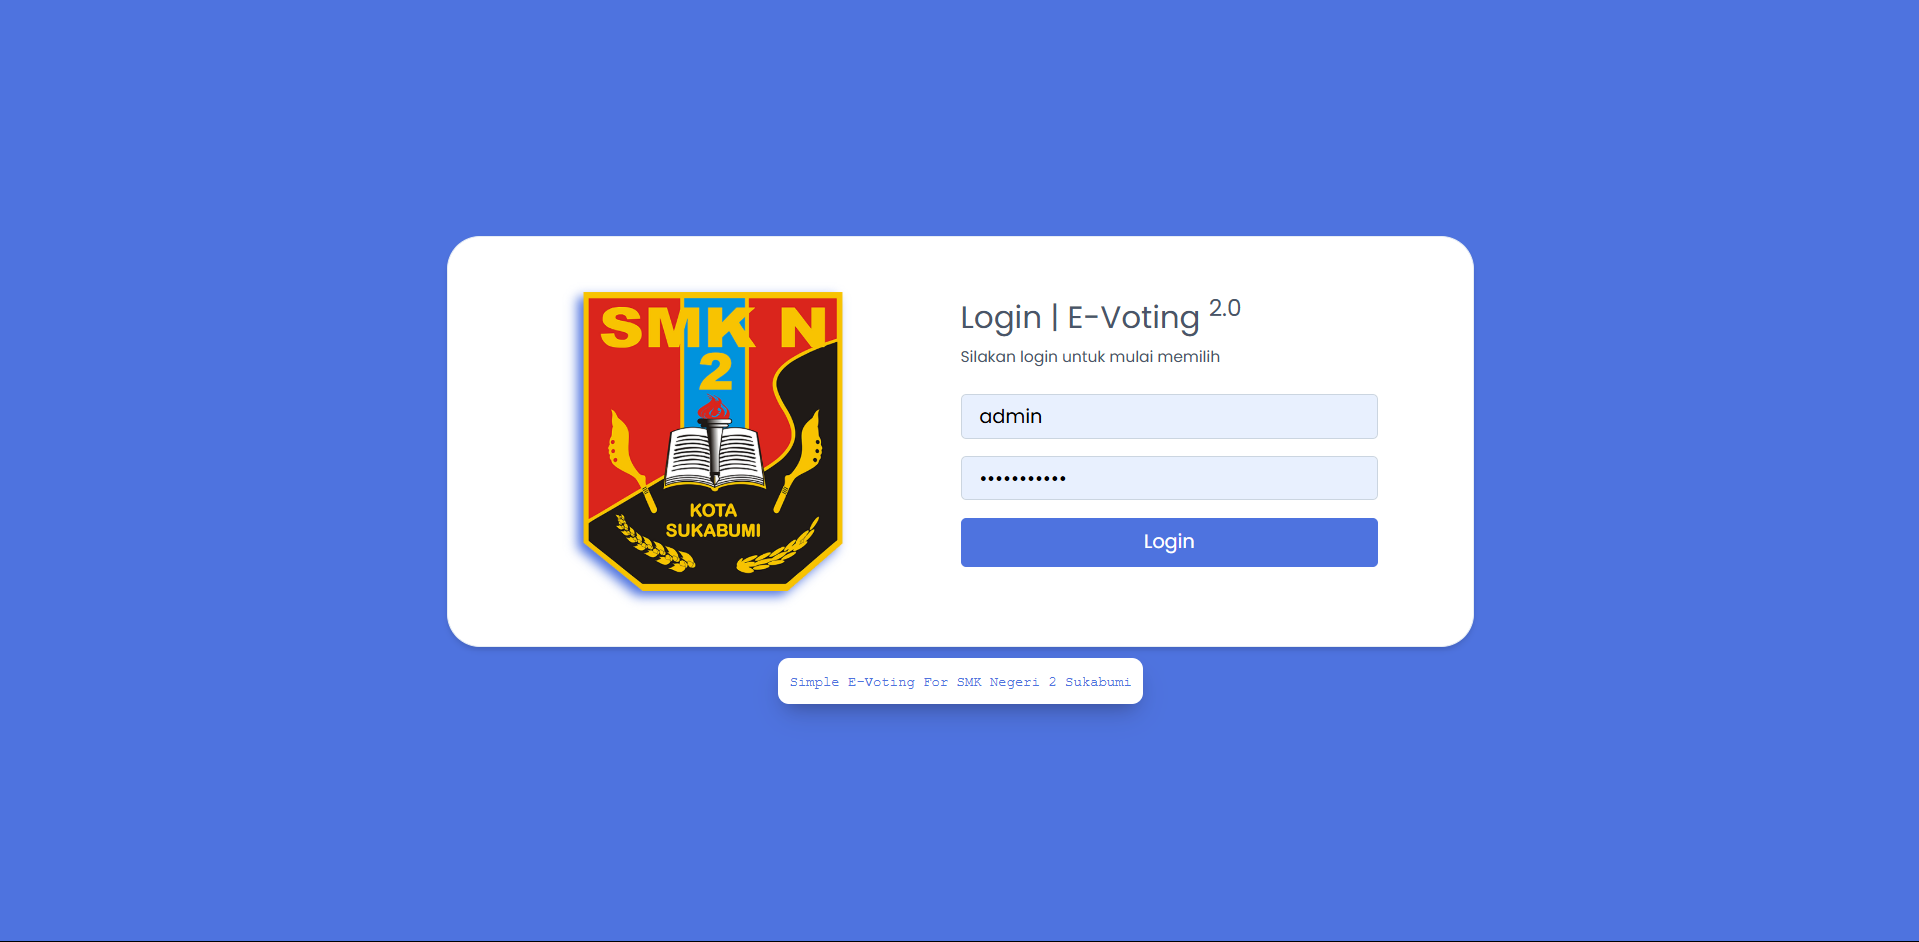 SMK N
2
KOTA
SUKABUMI
Login | E-Voting 2.0
Silakan login untuk mulai memilih
admin
•••••••••••
Login
Simple E-Voting For SMK Negeri 2 Sukabumi